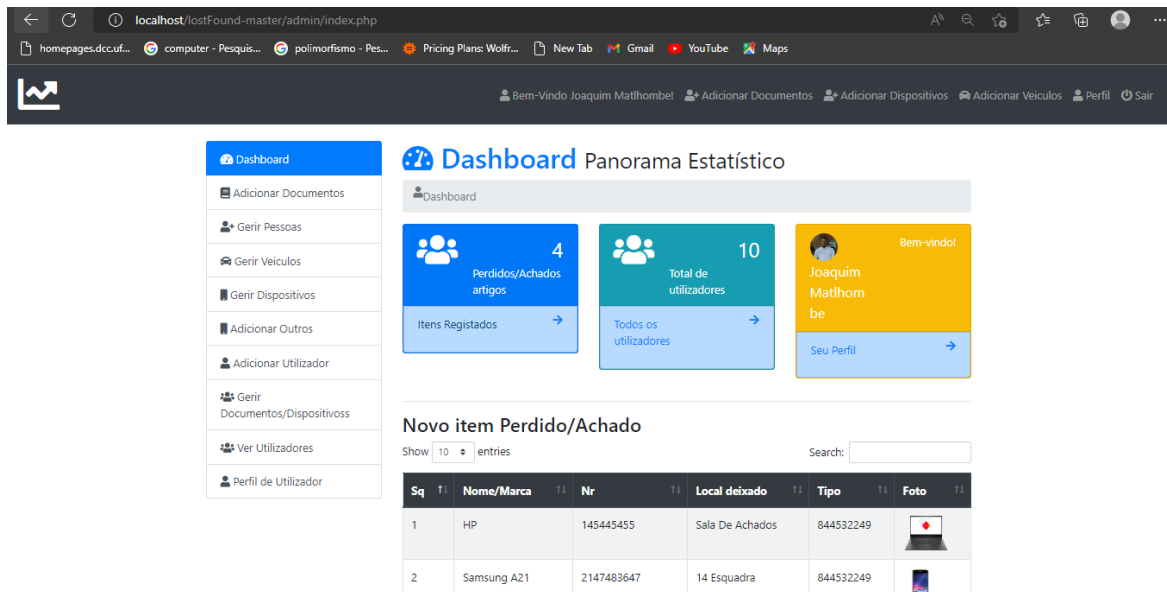 localhost/lostFound-master/admin/index.php
homepages.dcc.uf... computer - Pesquis... polimorfismo - Pes... Pricing Plans: Wolfr... New Tab Gmail YouTube Maps
Bem-Vindo Joaquim Matlhombe! Adicionar Documentos Adicionar Dispositivos Adicionar Veiculos Perfil Sair
Dashboard
Adicionar Documentos
Gerir Pessoas
Gerir Veiculos
Gerir Dispositivos
Adicionar Outros
Adicionar Utilizador
Gerir
Documentos/Dispositivoss
Ver Utilizadores
Perfil de Utilizador
Dashboard Panorama Estatístico
Dashboard
4
Perdidos/Achados
artigos
Itens Registados
10
Total de
utilizadores
Todos os
utilizadores
Bem-vindo!
Joaquim
Matlhom
be
Seu Perfil
Novo item Perdido/Achado
Show 10 entries Search:
Sq Nome/Marca Nr Local deixado Tipo Foto
1 HP 145445455 Sala De Achados 844532249
2 Samsung A21 2147483647 14 Esquadra 844532249